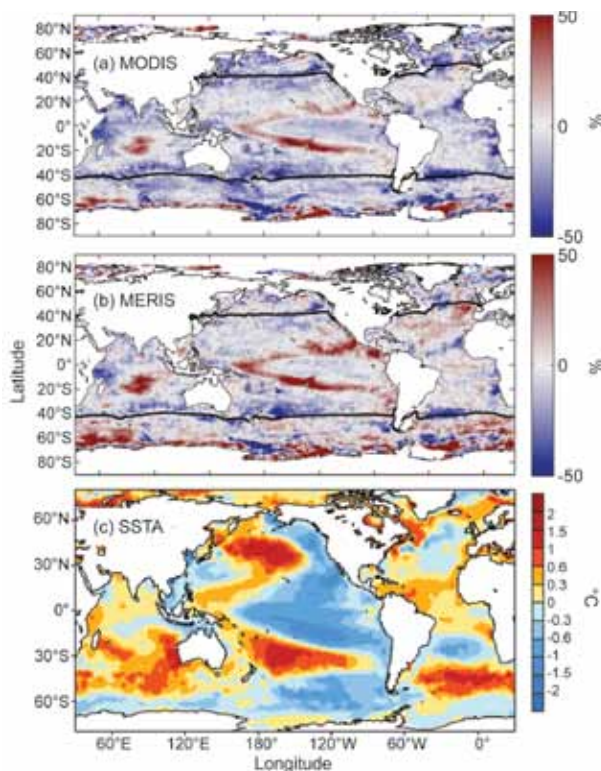 80°N
60°N
(a) MODIS
40°N
20°N
0°
20°S
40°S
60°S
80°S
50
%
-50
80°N
60°N
(b) MERIS
40°N
20°N
0°
20°S
40°S
60°S
80°S
50
%
-50
Latitude
60°N
(c) SSTA
30°N
0°
30°S
60°S
2
1.5
1
0.6
0.3
0
-0.3
-0.6
-1
-1.5
-2
°C
60°E
120°E
180°
120°W
60°W
0°
Longitude